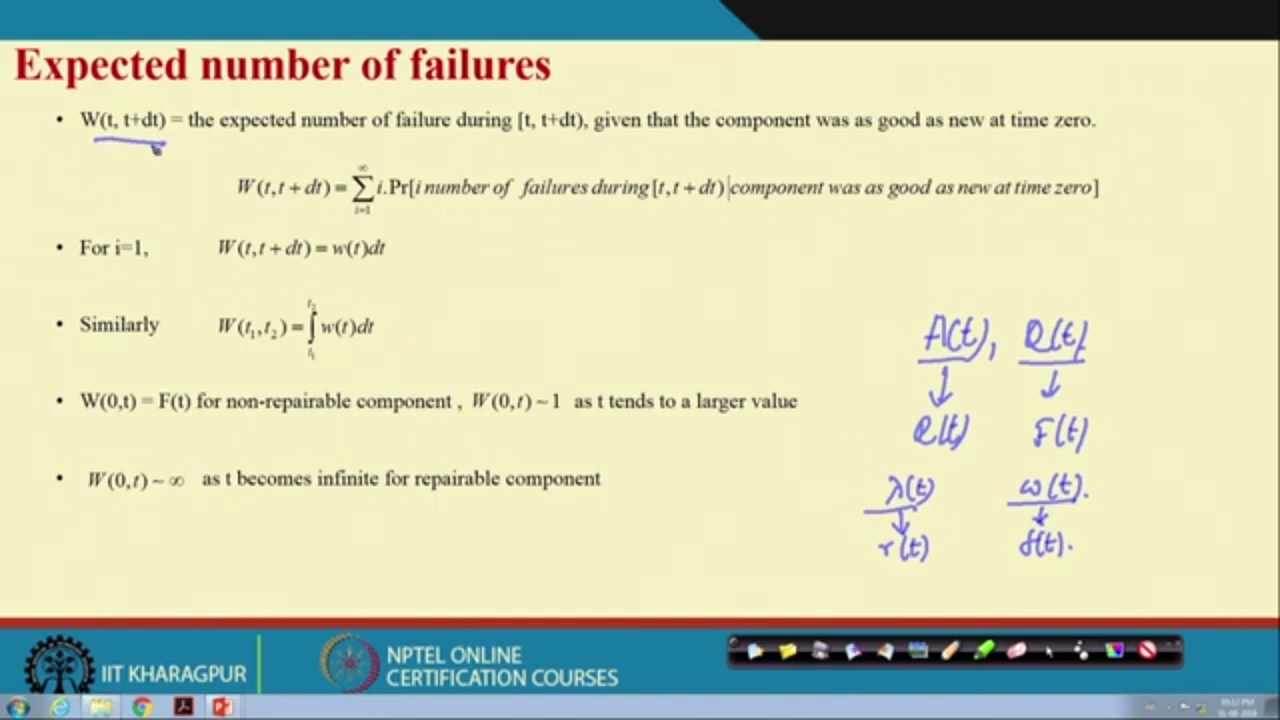 Expected number of failures
• W(t, t+dt) = the expected number of failure during [t, t+dt), given that the component was as good as new at time zero.
W(t,t + dt) = ∑_{i=1}^{∞} i.Pr[i number of failures during [t,t + dt) |component was as good as new at time zero]
• For i=1, W(t,t + dt) = w(t)dt
• Similarly W(t₁,t₂) = ∫_{t₁}^{t₂} w(t)dt
A(t), Q(t)
↓ ↓
• W(0,t) = F(t) for non-repairable component , W(0,t) ~ 1 as t tends to a larger value
R(t) F(t)
• W(0,t) ~ ∞ as t becomes infinite for repairable component
λ(t) ω(t).
↓ ↓
r(t) f(t).
IIT KHARAGPUR
NPTEL ONLINE
CERTIFICATION COURSES